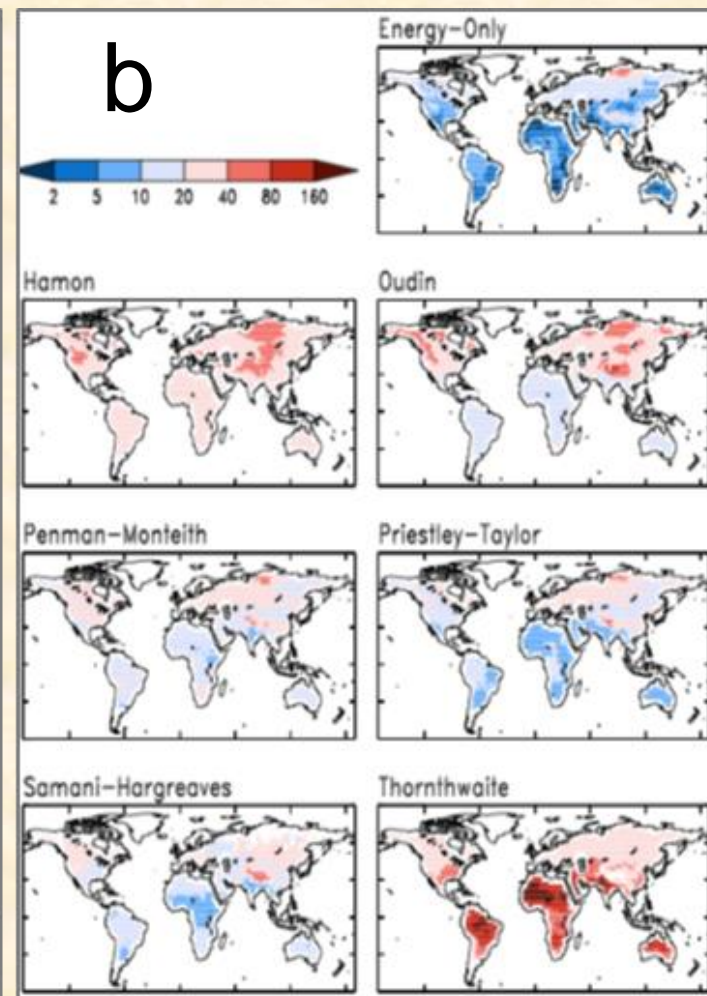 b
Energy-Only
2 5 10 20 40 80 160
Hamon
Oudin
Penman-Monteith
Priestley-Taylor
Samani-Hargreaves
Thornthwaite